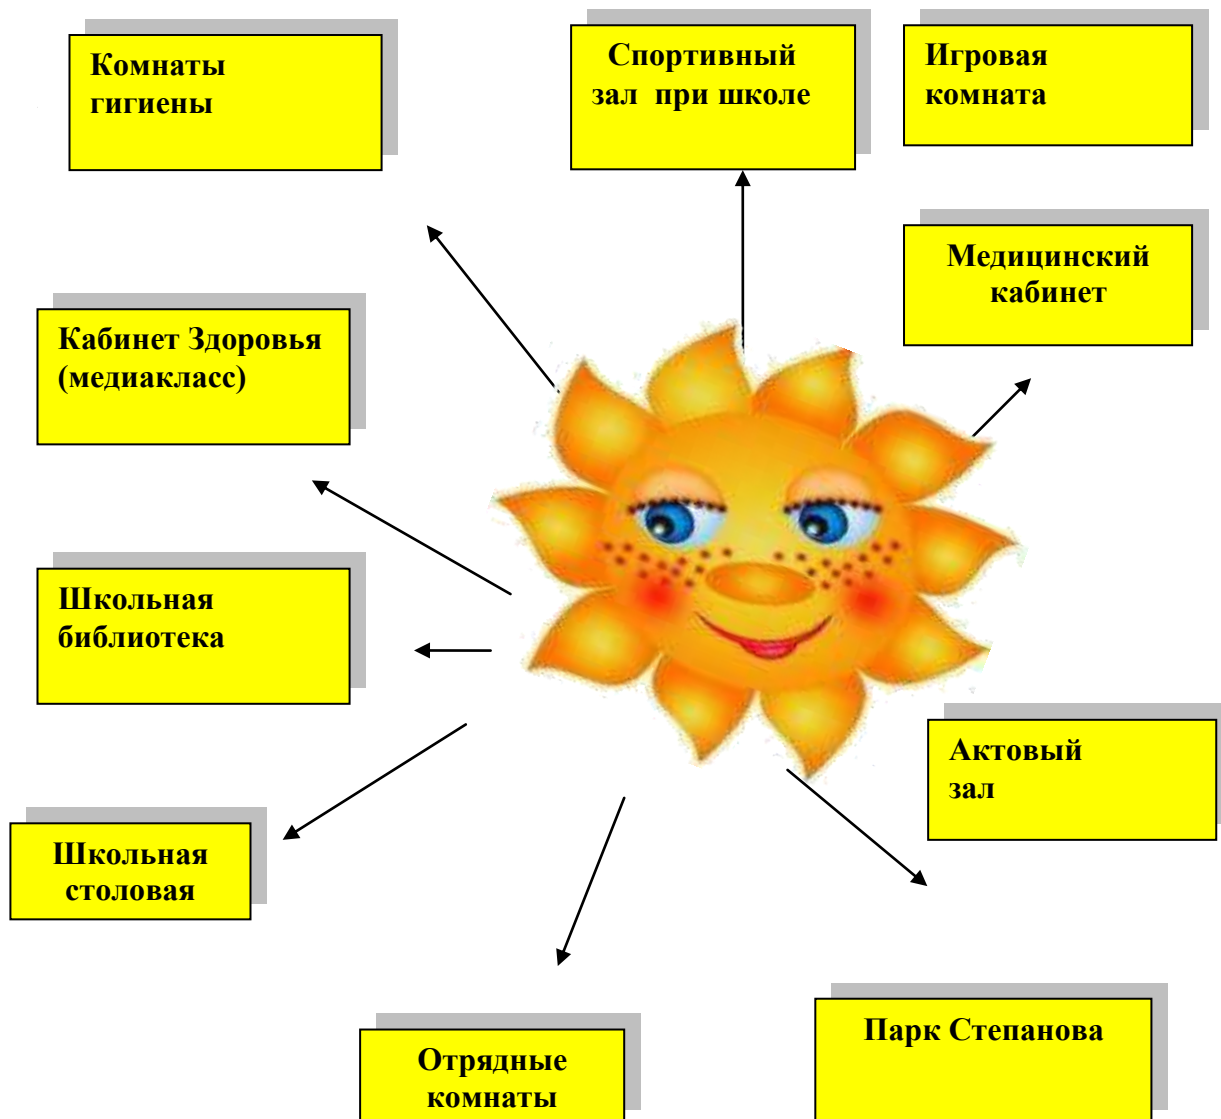 Комнаты
гигиены
Спортивный
зал при школе
Игровая
комната
Медицинский
кабинет
Кабинет Здоровья
(медиакласс)
Школьная
библиотека
Актовый
зал
Школьная
столовая
Парк Степанова
Отрядные
комнаты